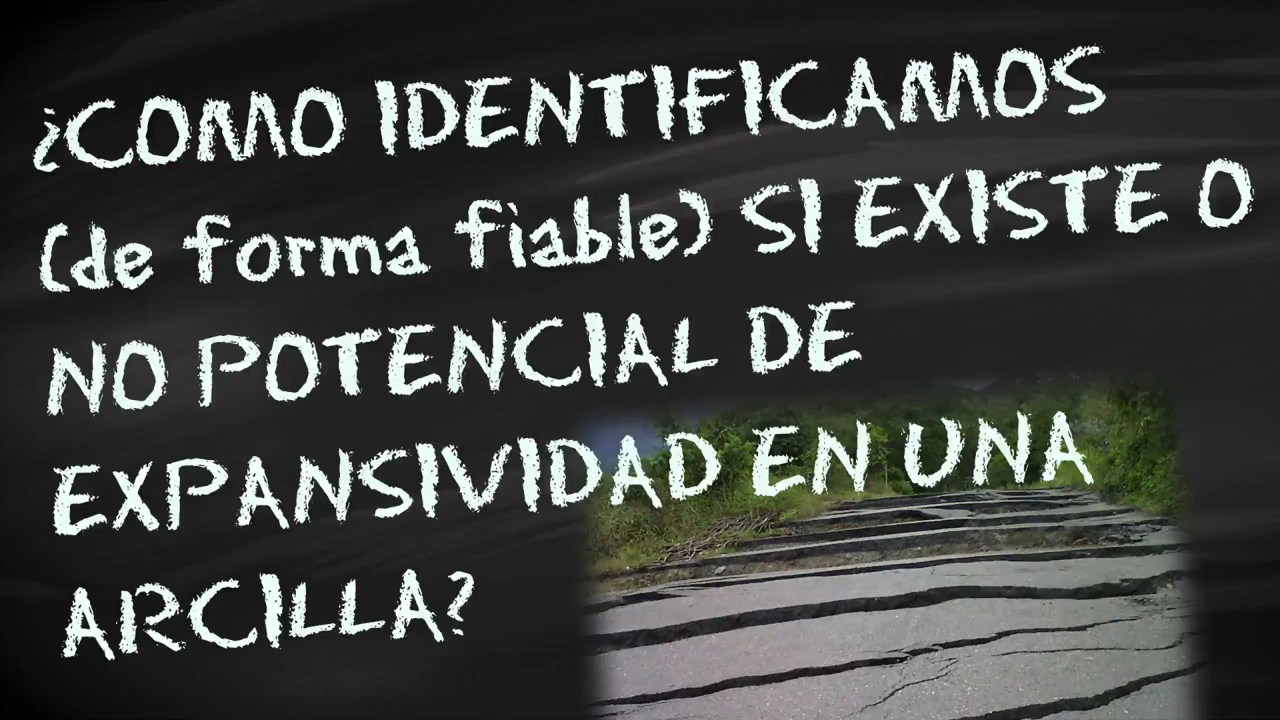 ¿COMO IDENTIFICAMOS
(de forma fiable) SI EXISTE O
NO POTENCIAL DE
EXPANSIVIDAD EN UNA
ARCILLA?